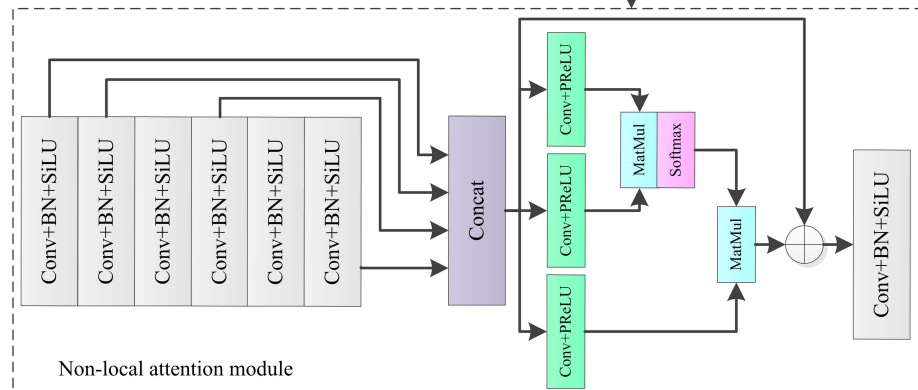 Conv+BN+SiLU
Conv+BN+SiLU
Conv+BN+SiLU
Conv+BN+SiLU
Conv+BN+SiLU
Conv+BN+SiLU
Concat
Conv+PReLU
Conv+PReLU
Conv+PReLU
MatMul
Softmax
MatMul
Conv+BN+SiLU
Non-local attention module